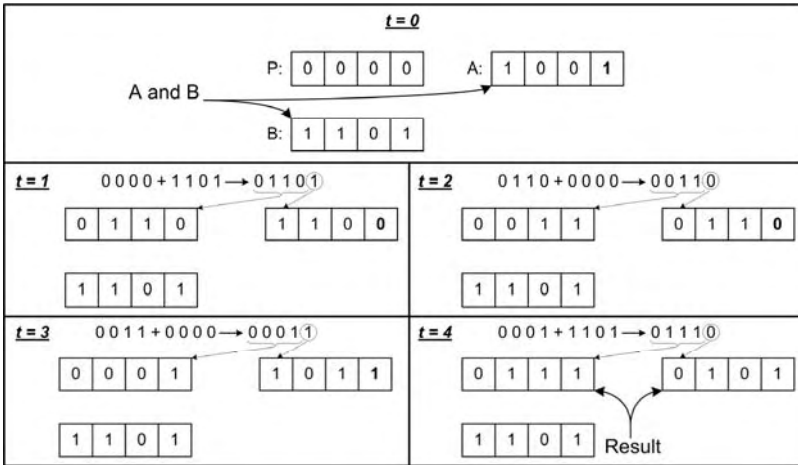 t = 0
P: 0 0 0 0 A: 1 0 0 1
A and B
B: 1 1 0 1
t = 1 0 0 0 0 + 1 1 0 1 → 0 1 1 0 1
0 1 1 0 1 1 0 0
1 1 0 1
t = 2 0 1 1 0 + 0 0 0 0 → 0 0 1 1 0
0 0 1 1 0 1 1 0
1 1 0 1
t = 3 0 0 1 1 + 0 0 0 0 → 0 0 0 1 1
0 0 0 1 1 0 1 1
1 1 0 1
t = 4 0 0 0 1 + 1 1 0 1 → 0 1 1 1 0
0 1 1 1 0 1 0 1
1 1 0 1
Result